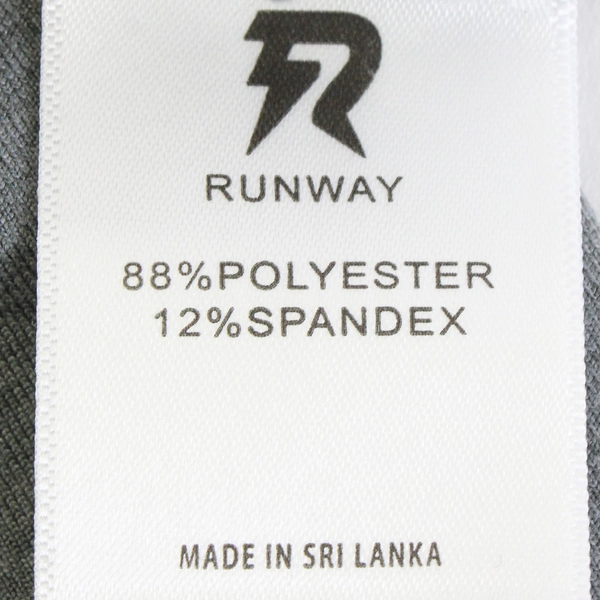 RUNWAY
88%POLYESTER
12%SPANDEX
MADE IN SRI LANKA